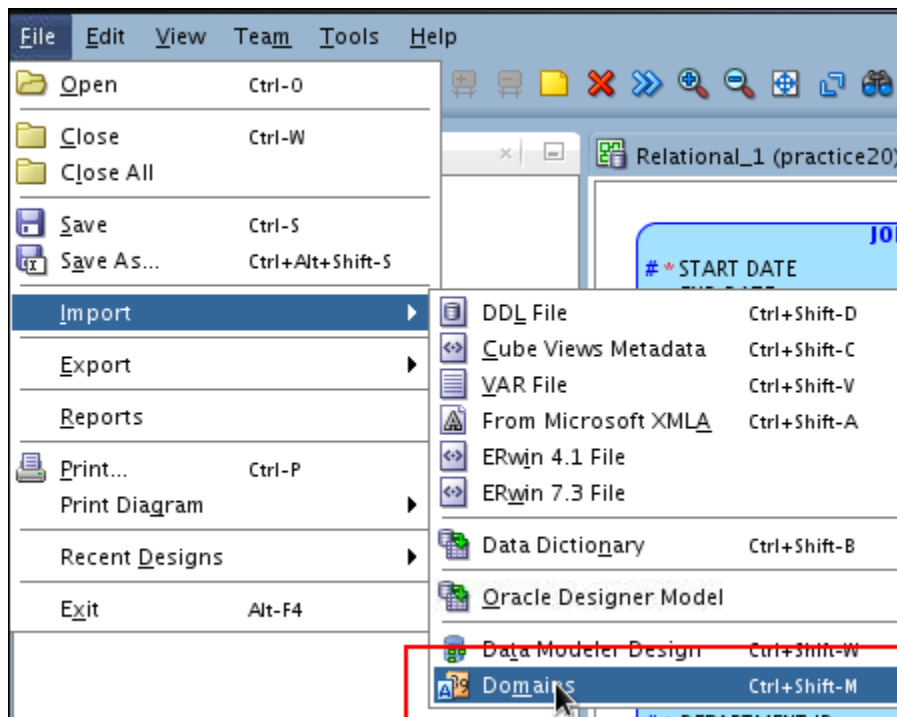 File Edit View Team Tools Help
Open Ctrl-O
Close Ctrl-W
Close All
Save Ctrl-S
Save As... Ctrl+Alt+Shift-S
Import
Export
Reports
Print... Ctrl-P
Print Diagram
Recent Designs
Exit Alt-F4
Relational_1 (practice20)
# * START DATE
DDL File Ctrl+Shift-D
Cube Views Metadata Ctrl+Shift-C
VAR File Ctrl+Shift-V
From Microsoft XMLA Ctrl+Shift-A
ERwin 4.1 File
ERwin 7.3 File
Data Dictionary Ctrl+Shift-B
Oracle Designer Model
Data Modeler Design Ctrl+Shift-W
Domains Ctrl+Shift-M